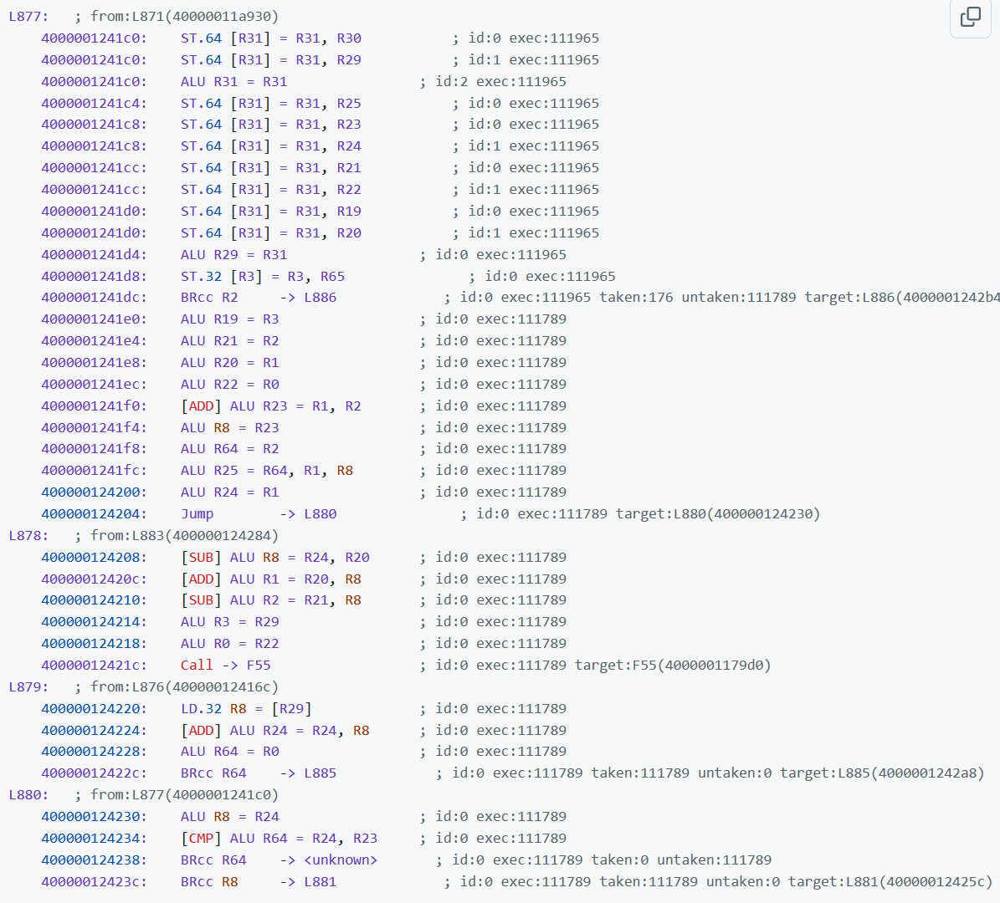 L877:   ; from:L871(40000011a930)
    4000001241c0:    ST.64 [R31] = R31, R30           ; id:0 exec:111965
    4000001241c0:    ST.64 [R31] = R31, R29           ; id:1 exec:111965
    4000001241c0:    ALU R31 = R31                ; id:2 exec:111965
    4000001241c4:    ST.64 [R31] = R31, R25           ; id:0 exec:111965
    4000001241c8:    ST.64 [R31] = R31, R23           ; id:0 exec:111965
    4000001241c8:    ST.64 [R31] = R31, R24           ; id:1 exec:111965
    4000001241cc:    ST.64 [R31] = R31, R21           ; id:0 exec:111965
    4000001241cc:    ST.64 [R31] = R31, R22           ; id:1 exec:111965
    4000001241d0:    ST.64 [R31] = R31, R19           ; id:0 exec:111965
    4000001241d0:    ST.64 [R31] = R31, R20           ; id:1 exec:111965
    4000001241d4:    ALU R29 = R31                ; id:0 exec:111965
    4000001241d8:    ST.32 [R3] = R3, R65               ; id:0 exec:111965
    4000001241dc:    BRcc R2     -> L886             ; id:0 exec:111965 taken:176 untaken:111789 target:L886(4000001242b4
    4000001241e0:    ALU R19 = R3                 ; id:0 exec:111789
    4000001241e4:    ALU R21 = R2                 ; id:0 exec:111789
    4000001241e8:    ALU R20 = R1                 ; id:0 exec:111789
    4000001241ec:    ALU R22 = R0                 ; id:0 exec:111789
    4000001241f0:    [ADD] ALU R23 = R1, R2       ; id:0 exec:111789
    4000001241f4:    ALU R8 = R23                 ; id:0 exec:111789
    4000001241f8:    ALU R64 = R2                 ; id:0 exec:111789
    4000001241fc:    ALU R25 = R64, R1, R8        ; id:0 exec:111789
    400000124200:    ALU R24 = R1                 ; id:0 exec:111789
    400000124204:    Jump        -> L880               ; id:0 exec:111789 target:L880(400000124230)
L878:   ; from:L883(400000124284)
    400000124208:    [SUB] ALU R8 = R24, R20      ; id:0 exec:111789
    40000012420c:    [ADD] ALU R1 = R20, R8       ; id:0 exec:111789
    400000124210:    [SUB] ALU R2 = R21, R8       ; id:0 exec:111789
    400000124214:    ALU R3 = R29                 ; id:0 exec:111789
    400000124218:    ALU R0 = R22                 ; id:0 exec:111789
    40000012421c:    Call -> F55                  ; id:0 exec:111789 target:F55(4000001179d0)
L879:   ; from:L876(40000012416c)
    400000124220:    LD.32 R8 = [R29]             ; id:0 exec:111789
    400000124224:    [ADD] ALU R24 = R24, R8      ; id:0 exec:111789
    400000124228:    ALU R64 = R0                 ; id:0 exec:111789
    40000012422c:    BRcc R64    -> L885            ; id:0 exec:111789 taken:111789 untaken:0 target:L885(4000001242a8)
L880:   ; from:L877(4000001241c0)
    400000124230:    ALU R8 = R24                 ; id:0 exec:111789
    400000124234:    [CMP] ALU R64 = R24, R23     ; id:0 exec:111789
    400000124238:    BRcc R64    -> <unknown>       ; id:0 exec:111789 taken:0 untaken:111789
    40000012423c:    BRcc R8     -> L881             ; id:0 exec:111789 taken:111789 untaken:0 target:L881(40000012425c)